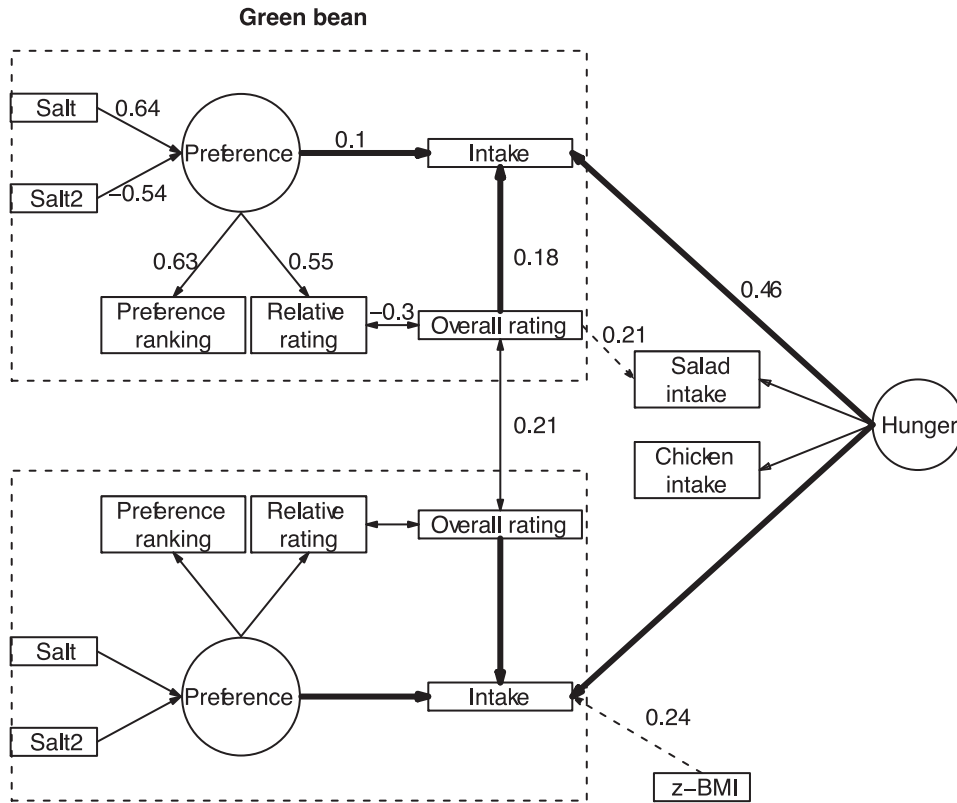 Green bean
Salt
0.64
Preference
0.1
Intake
Salt2
−0.54
0.63
0.55
0.18
0.46
Preference
ranking
Relative
rating
−0.3
Overall rating
0.21
Salad
intake
0.21
Hunger
Chicken
intake
Preference
ranking
Relative
rating
Overall rating
Salt
Preference
Intake
Salt2
0.24
z−BMI